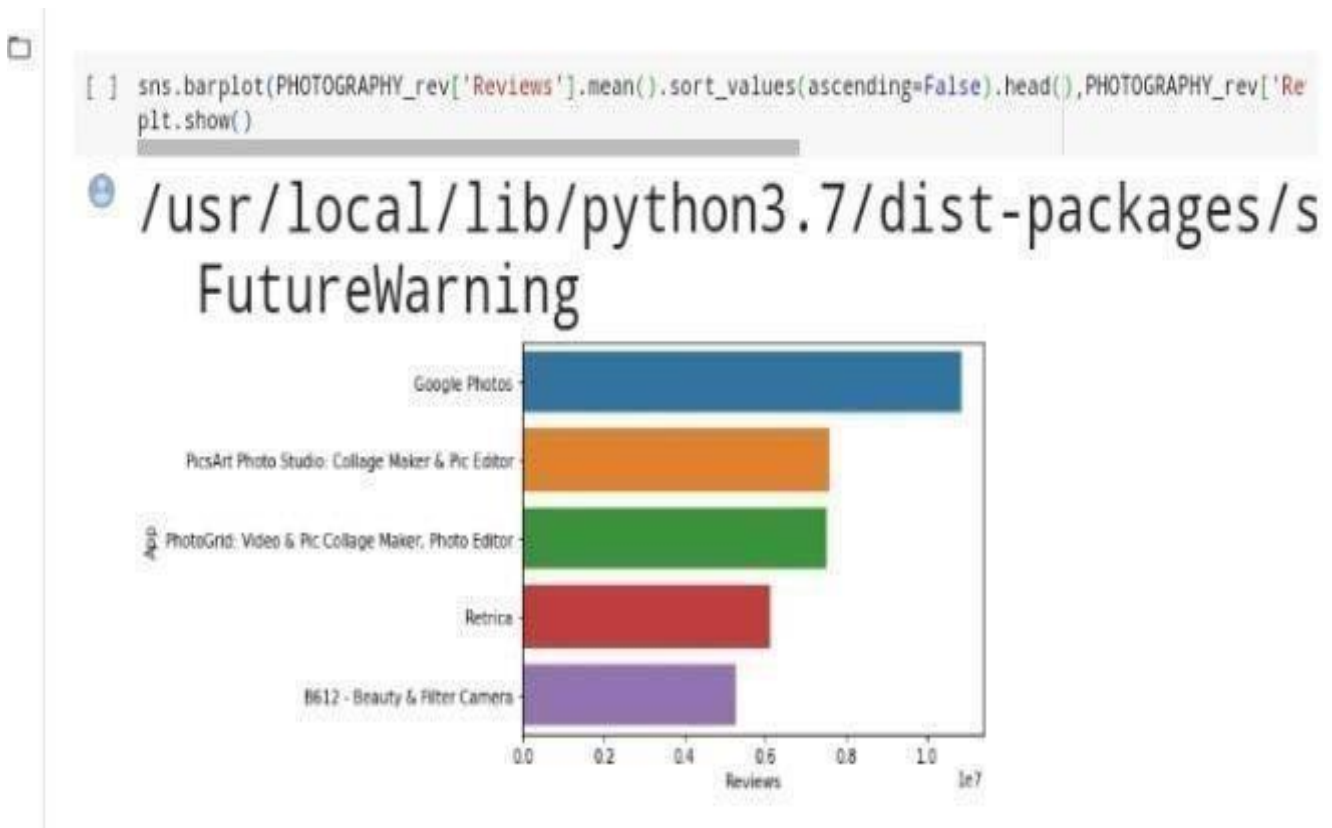 [ ] sns.barplot(PHOTOGRAPHY_rev['Reviews'].mean().sort_values(ascending=False).head(),PHOTOGRAPHY_rev['Re
plt.show()
/usr/local/lib/python3.7/dist-packages/s
FutureWarning
Google Photos
PicsArt Photo Studio: Collage Maker & Pic Editor
App
PhotoGrid: Video & Pic Collage Maker, Photo Editor
Retrica
B612 - Beauty & Filter Camera
0.0 0.2 0.4 0.6 0.8 1.0
Reviews
1e7